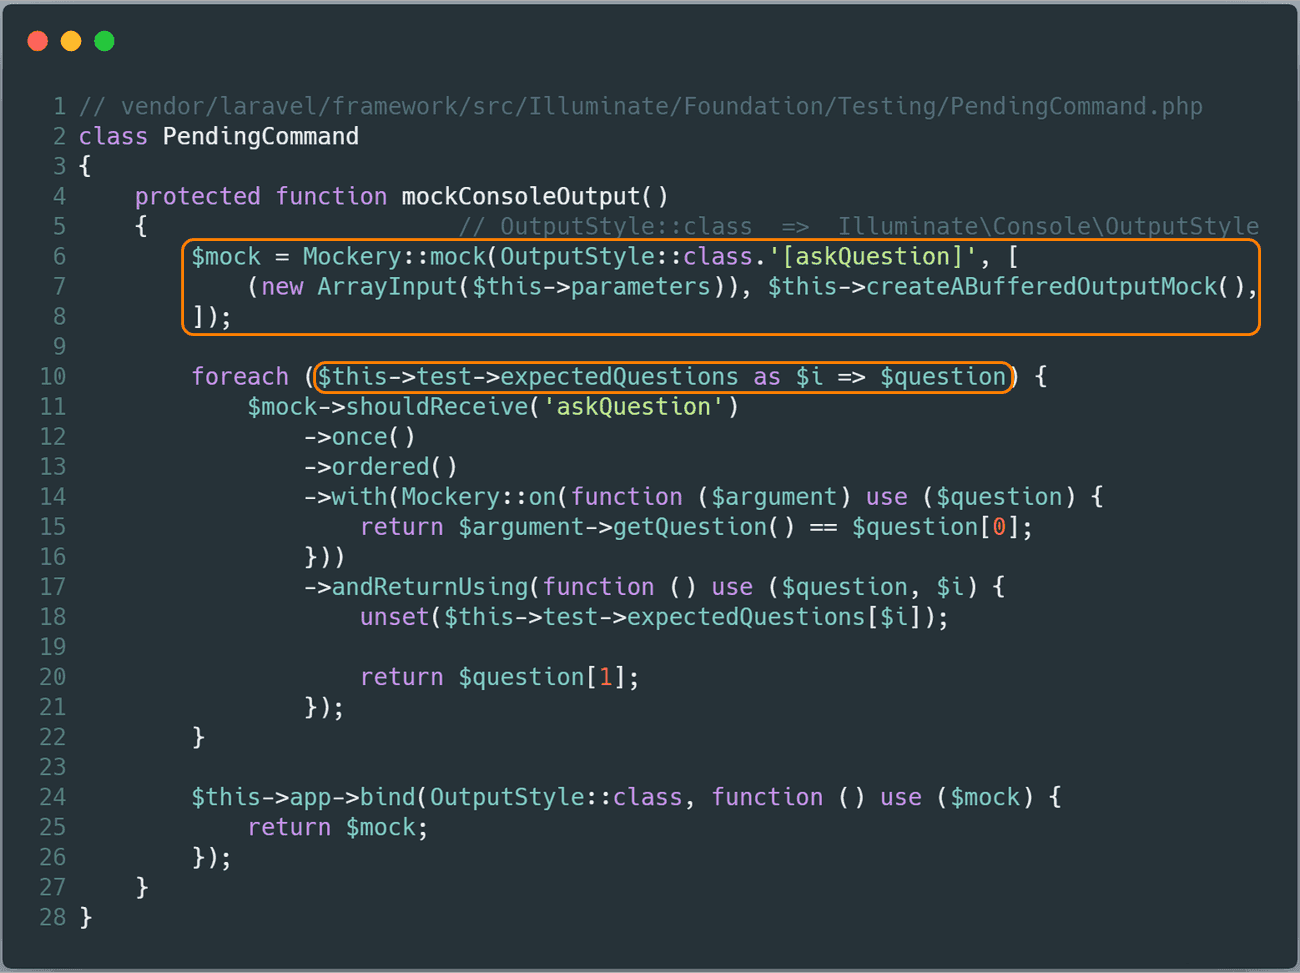 1 // vendor/laravel/framework/src/Illuminate/Foundation/Testing/PendingCommand.php
2 class PendingCommand
3 {
4     protected function mockConsoleOutput()
5     {                      // OutputStyle::class  =>  Illuminate\Console\OutputStyle
6         $mock = Mockery::mock(OutputStyle::class.'[askQuestion]', [
7             (new ArrayInput($this->parameters)), $this->createABufferedOutputMock(),
8         ]);
9
10         foreach ($this->test->expectedQuestions as $i => $question) {
11             $mock->shouldReceive('askQuestion')
12                 ->once()
13                 ->ordered()
14                 ->with(Mockery::on(function ($argument) use ($question) {
15                     return $argument->getQuestion() == $question[0];
16                 }))
17                 ->andReturnUsing(function () use ($question, $i) {
18                     unset($this->test->expectedQuestions[$i]);
19
20                     return $question[1];
21                 });
22         }
23
24         $this->app->bind(OutputStyle::class, function () use ($mock) {
25             return $mock;
26         });
27     }
28 }